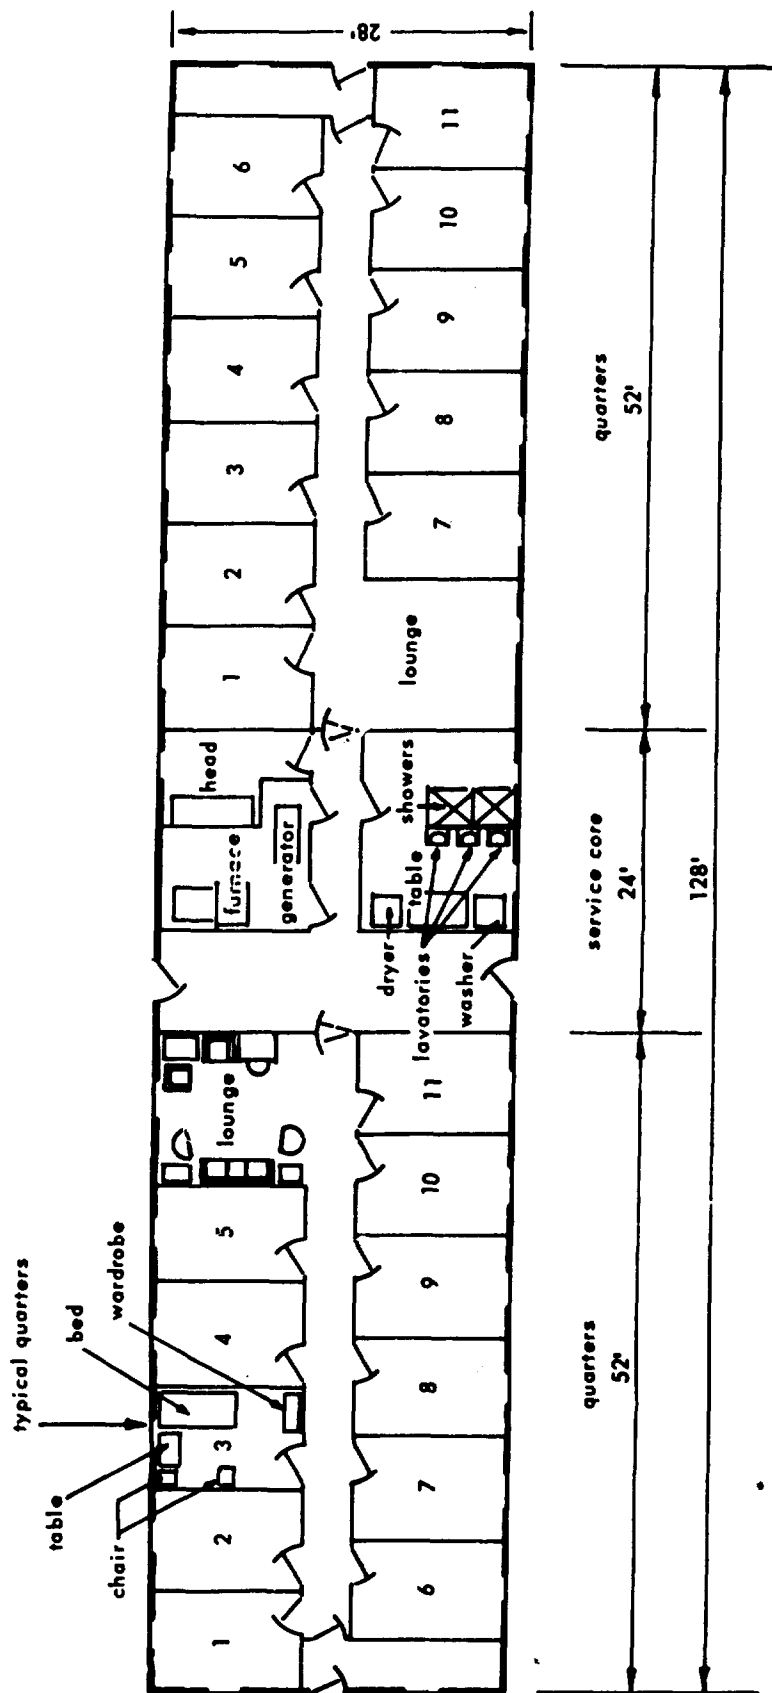 typical quarters
bed
table
chair
wardrobe
1
2
3
4
5
lounge
furnace
generator
head
1
2
3
4
5
6
28'
6
7
8
9
10
11
dryer
lavatories
washer
table
showers
lounge
7
8
9
10
11
quarters
52'
service core
24'
quarters
52'
128'